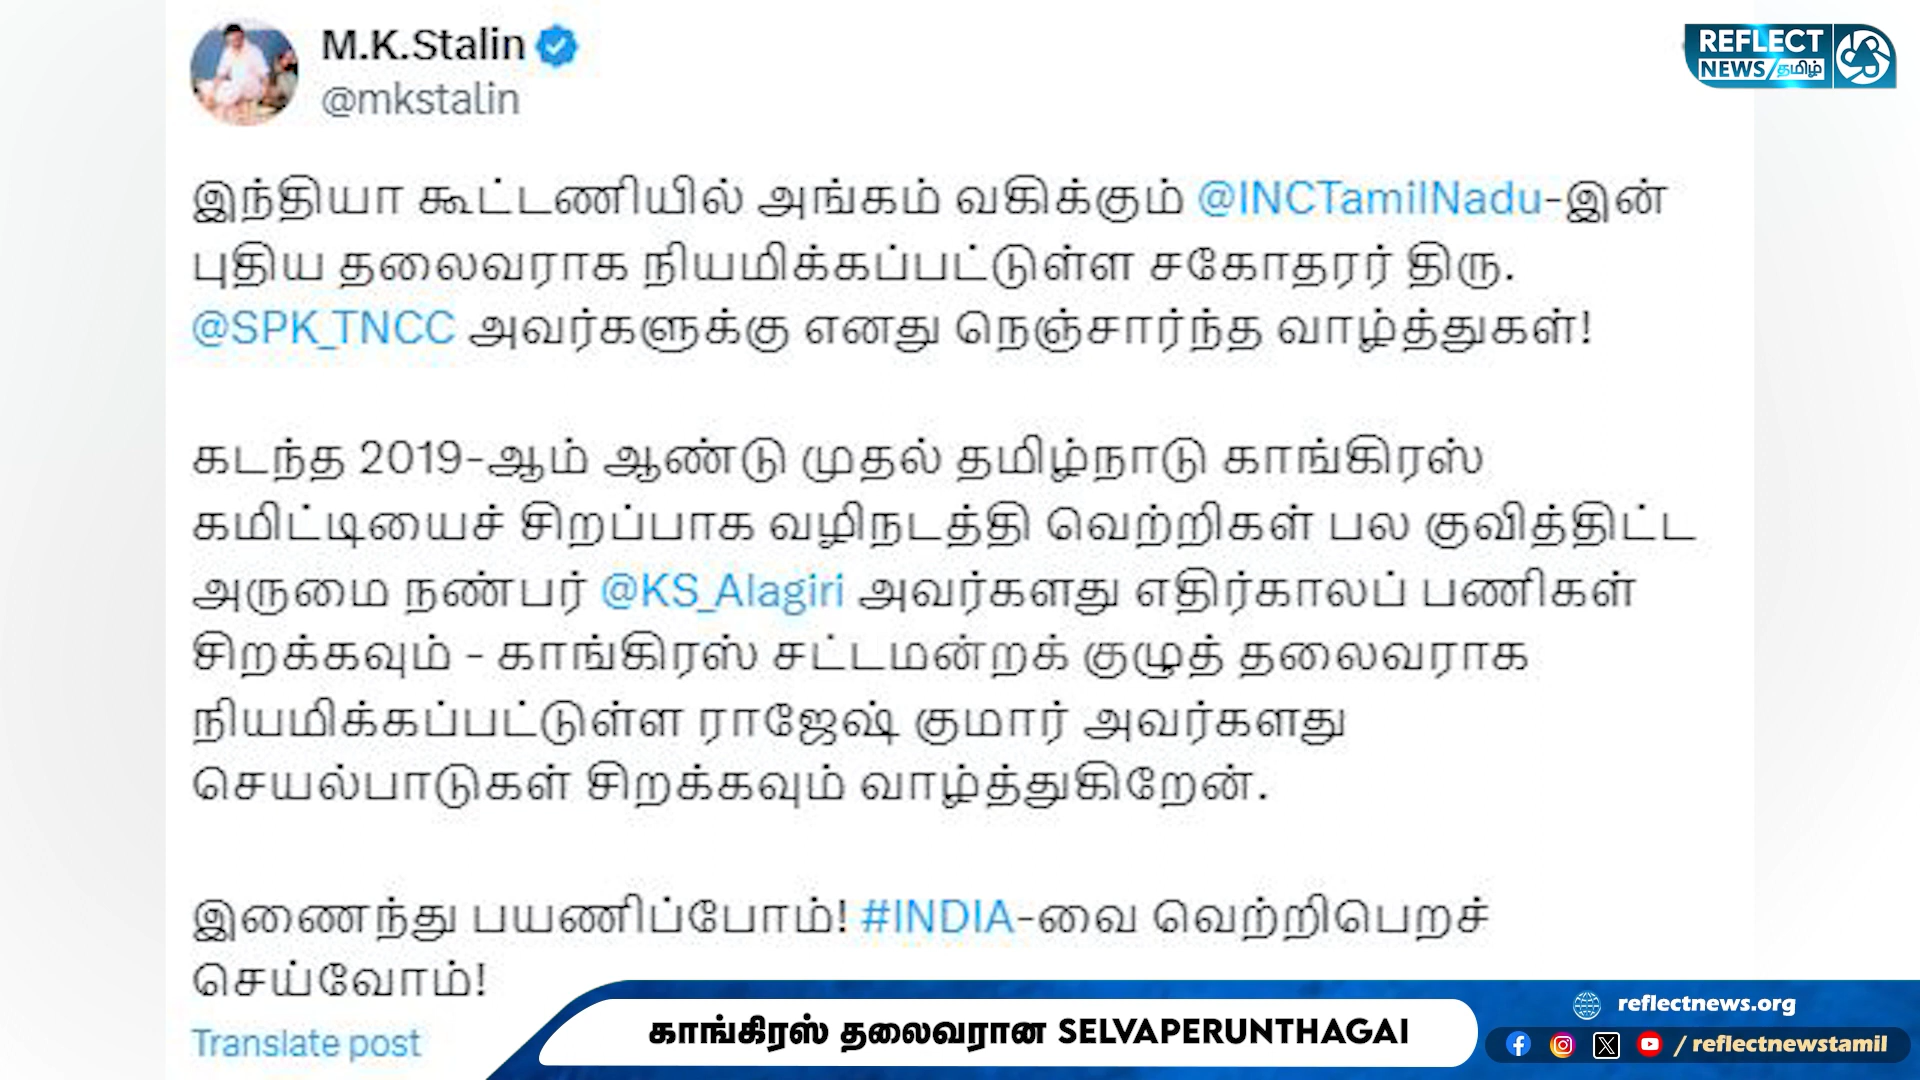 M.K.Stalin
@mkstalin
REFLECT
NEWS/தமிழ்
இந்தியா கூட்டணியில் அங்கம் வகிக்கும் @INCTamilNadu-இன்
புதிய தலைவராக நியமிக்கப்பட்டுள்ள சகோதரர் திரு.
@SPK_TNCC அவர்களுக்கு எனது நெஞ்சார்ந்த வாழ்த்துகள்!
கடந்த 2019-ஆம் ஆண்டு முதல் தமிழ்நாடு காங்கிரஸ்
கமிட்டியைச் சிறப்பாக வழிநடத்தி வெற்றிகள் பல குவித்திட்ட
அருமை நண்பர் @KS_Alagiri அவர்களது எதிர்காலப் பணிகள்
சிறக்கவும் - காங்கிரஸ் சட்டமன்றக் குழுத் தலைவராக
நியமிக்கப்பட்டுள்ள ராஜேஷ் குமார் அவர்களது
செயல்பாடுகள் சிறக்கவும் வாழ்த்துகிறேன்.
இணைந்து பயணிப்போம்! #INDIA-வை வெற்றிபெறச்
செய்வோம்!
Translate post
காங்கிரஸ் தலைவரான SELVAPERUNTHAGAI
reflectnews.org
/ reflectnewstamil